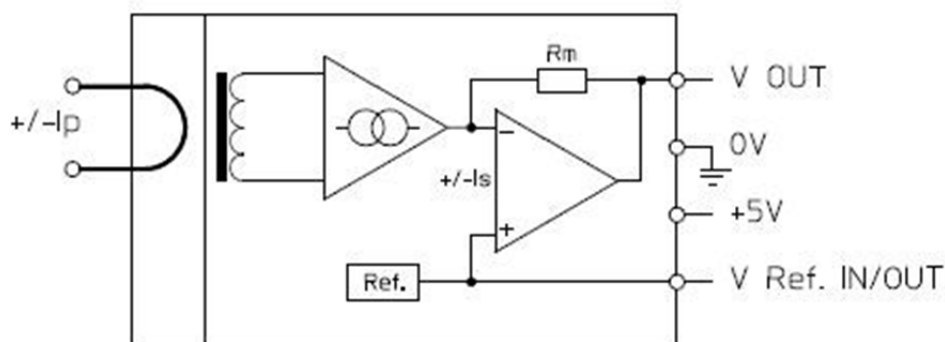 Rm
V OUT
+/-Ip
0V
-
+/-Is
+5V
+
Ref.
V Ref. IN/OUT